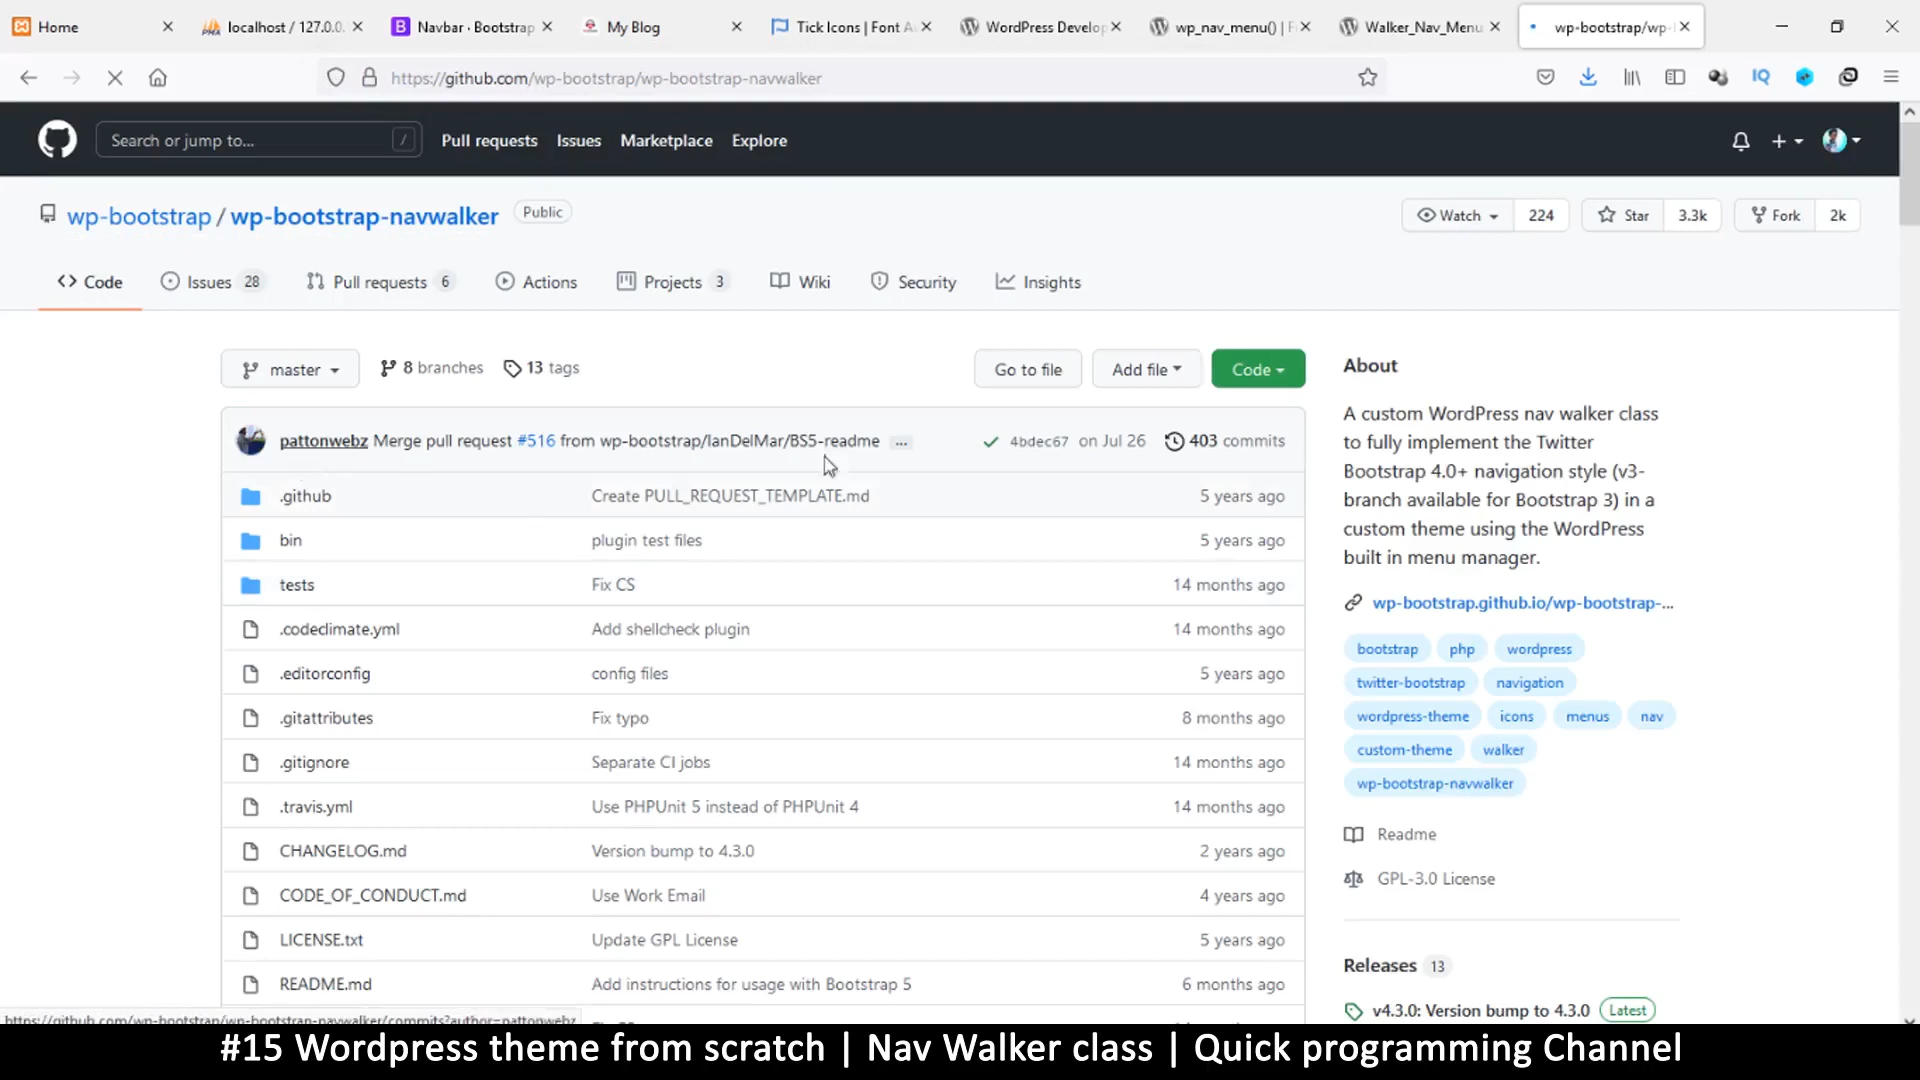 Home
localhost / 127.0.0.
Navbar · Bootstrap
My Blog
Tick Icons | Font A
WordPress Develop
wp_nav_menu() | F
Walker_Nav_Menu
wp-bootstrap/wp-
https://github.com/wp-bootstrap/wp-bootstrap-navwalker
IQ
Search or jump to...
/
Pull requests
Issues
Marketplace
Explore
wp-bootstrap / wp-bootstrap-navwalker
Public
Watch
224
Star
3.3k
Fork
2k
Code
Issues 28
Pull requests 6
Actions
Projects 3
Wiki
Security
Insights
master
8 branches
13 tags
Go to file
Add file
Code
pattonwebz Merge pull request #516 from wp-bootstrap/IanDelMar/BS5-readme ...
4bdec67 on Jul 26
403 commits
.github Create PULL_REQUEST_TEMPLATE.md 5 years ago
bin plugin test files 5 years ago
tests Fix CS 14 months ago
.codeclimate.yml Add shellcheck plugin 14 months ago
.editorconfig config files 5 years ago
.gitattributes Fix typo 8 months ago
.gitignore Separate CI jobs 14 months ago
.travis.yml Use PHPUnit 5 instead of PHPUnit 4 14 months ago
CHANGELOG.md Version bump to 4.3.0 2 years ago
CODE_OF_CONDUCT.md Use Work Email 4 years ago
LICENSE.txt Update GPL License 5 years ago
README.md Add instructions for usage with Bootstrap 5 6 months ago
About
A custom WordPress nav walker class
to fully implement the Twitter
Bootstrap 4.0+ navigation style (v3-
branch available for Bootstrap 3) in a
custom theme using the WordPress
built in menu manager.
wp-bootstrap.github.io/wp-bootstrap-...
bootstrap php wordpress
twitter-bootstrap navigation
wordpress-theme icons menus nav
custom-theme walker
wp-bootstrap-navwalker
Readme
GPL-3.0 License
Releases 13
v4.3.0: Version bump to 4.3.0 Latest
https://github.com/wp-bootstrap/wp-bootstrap-navwalker/commits?author=pattonwebz
#15 Wordpress theme from scratch | Nav Walker class | Quick programming Channel